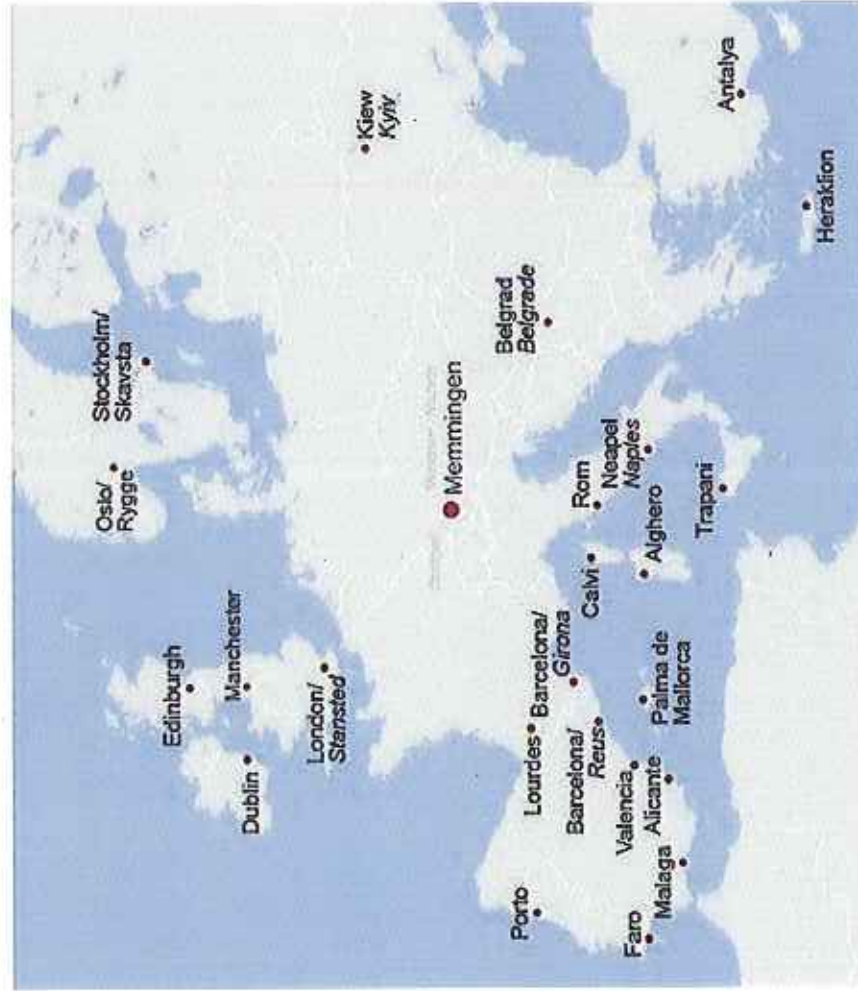 Oslo/
Rygge
Stockholm/
Skavsta
Edinburgh
Manchester
Dublin
London/
Stansted
Kiew
Kyiv
Memmingen
Porto
Lourdes
Barcelona/
Girona
Barcelona/
Reus
Valencia
Alicante
Malaga
Faro
Palma de
Mallorca
Calvi
Alghero
Rom
Neapel
Naples
Trapani
Belgrad
Belgrade
Antalya
Heraklion